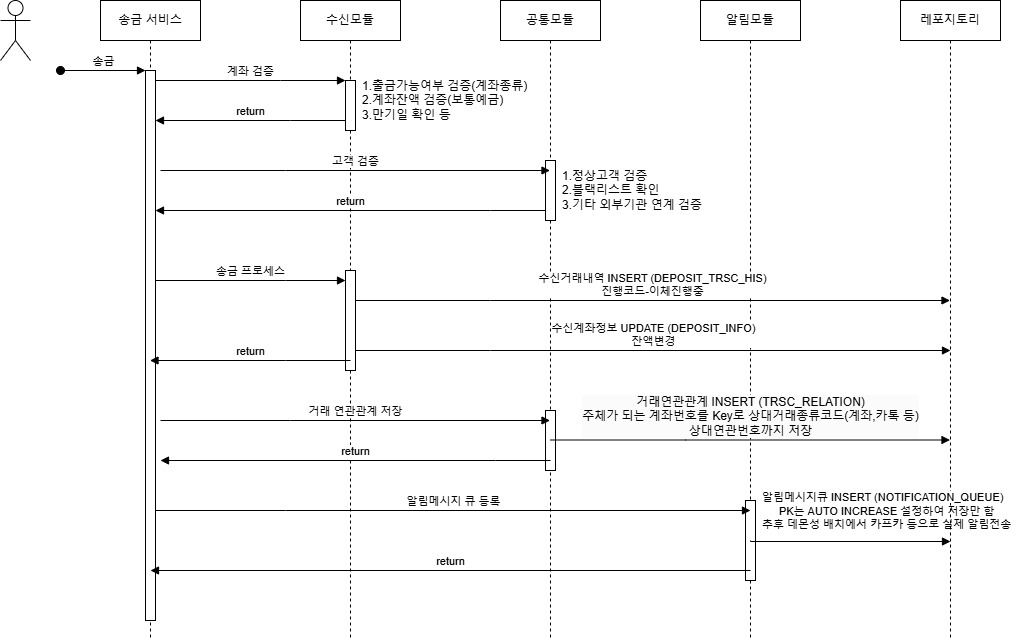 송금 서비스
수신모듈
공통모듈
알림모듈
레포지토리
송금
계좌 검증
1.출금가능여부 검증(계좌종류)
2.계좌잔액 검증(보통예금)
3.만기일 확인 등
return
고객 검증
1.정상고객 검증
2.블랙리스트 확인
3.기타 외부기관 연계 검증
return
송금 프로세스
수신거래내역 INSERT (DEPOSIT_TRSC_HIS)
진행코드-이체진행중
수신계좌정보 UPDATE (DEPOSIT_INFO)
잔액변경
return
거래 연관관계 저장
거래연관관계 INSERT (TRSC_RELATION)
주체가 되는 계좌번호를 Key로 상대거래종류코드(계좌,카톡 등)
상대연관번호까지 저장
return
알림메시지 큐 등록
알림메시지큐 INSERT (NOTIFICATION_QUEUE)
PK는 AUTO INCREASE 설정하여 저장만 함
추후 데몬성 배치에서 카프카 등으로 실제 알림전송
return